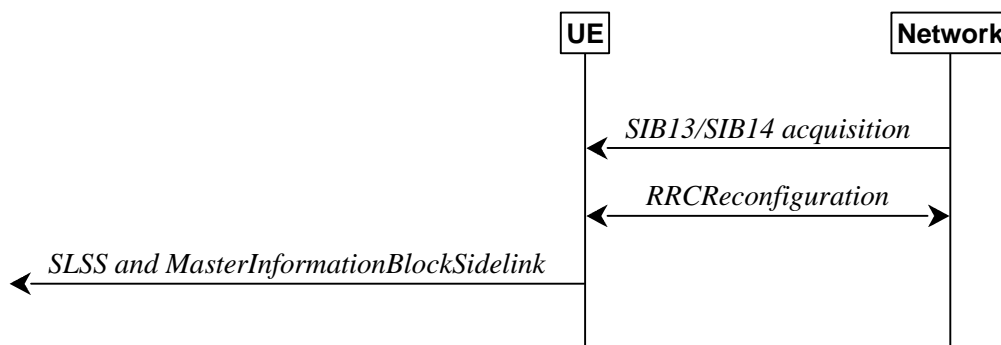 UE
Network
SIB13/SIB14 acquisition
RRCReconfiguration
SLSS and MasterInformationBlockSidelink